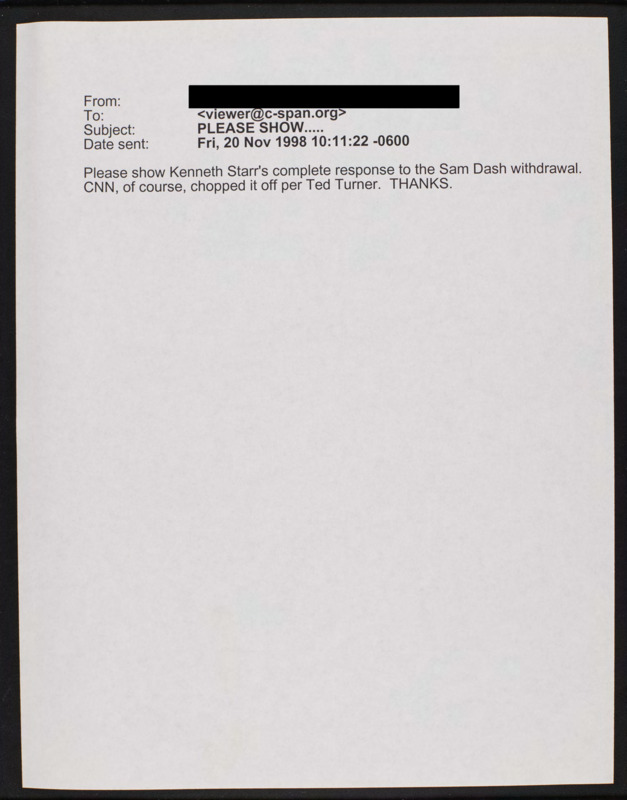 From:
To: <viewer@c-span.org>
Subject: PLEASE SHOW.....
Date sent: Fri, 20 Nov 1998 10:11:22 -0600
Please show Kenneth Starr's complete response to the Sam Dash withdrawal.
CNN, of course, chopped it off per Ted Turner.  THANKS.